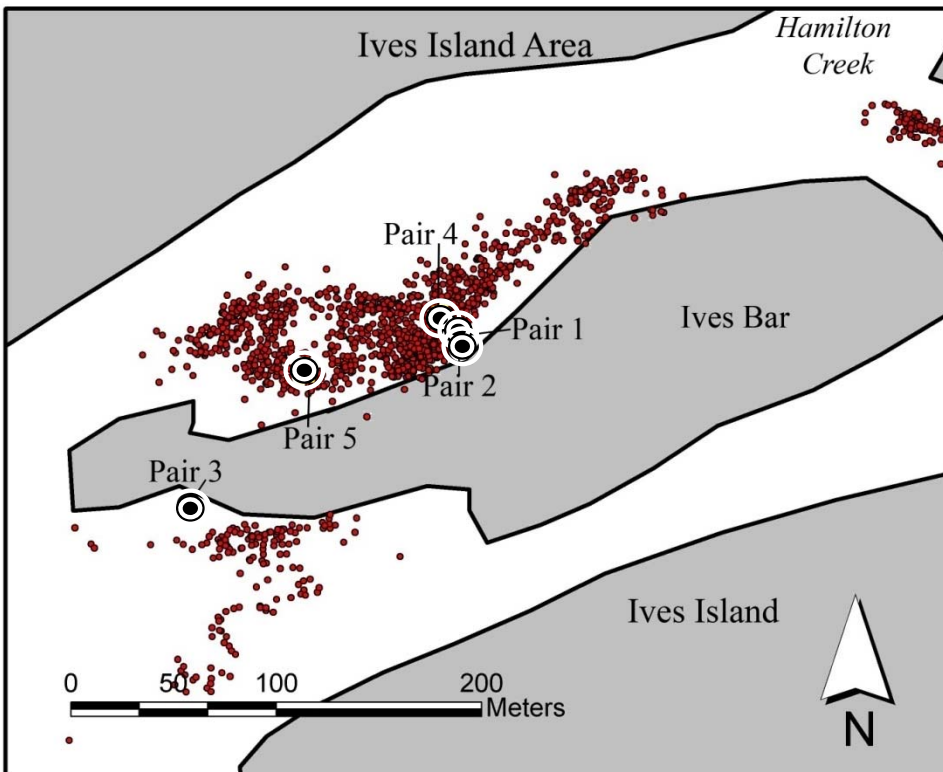 Ives Island Area
Hamilton
Creek
Pair 4
Ives Bar
Pair 1
Pair 2
Pair 5
Pair 3
Ives Island
0 50 100 200
Meters
N